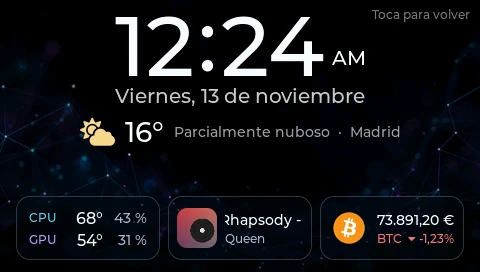 Toca para volver
12:24 AM
Viernes, 13 de noviembre
16° Parcialmente nuboso · Madrid
CPU 68° 43 %
GPU 54° 31 %
Rhapsody -
Queen
73.891,20 €
BTC -1,23%